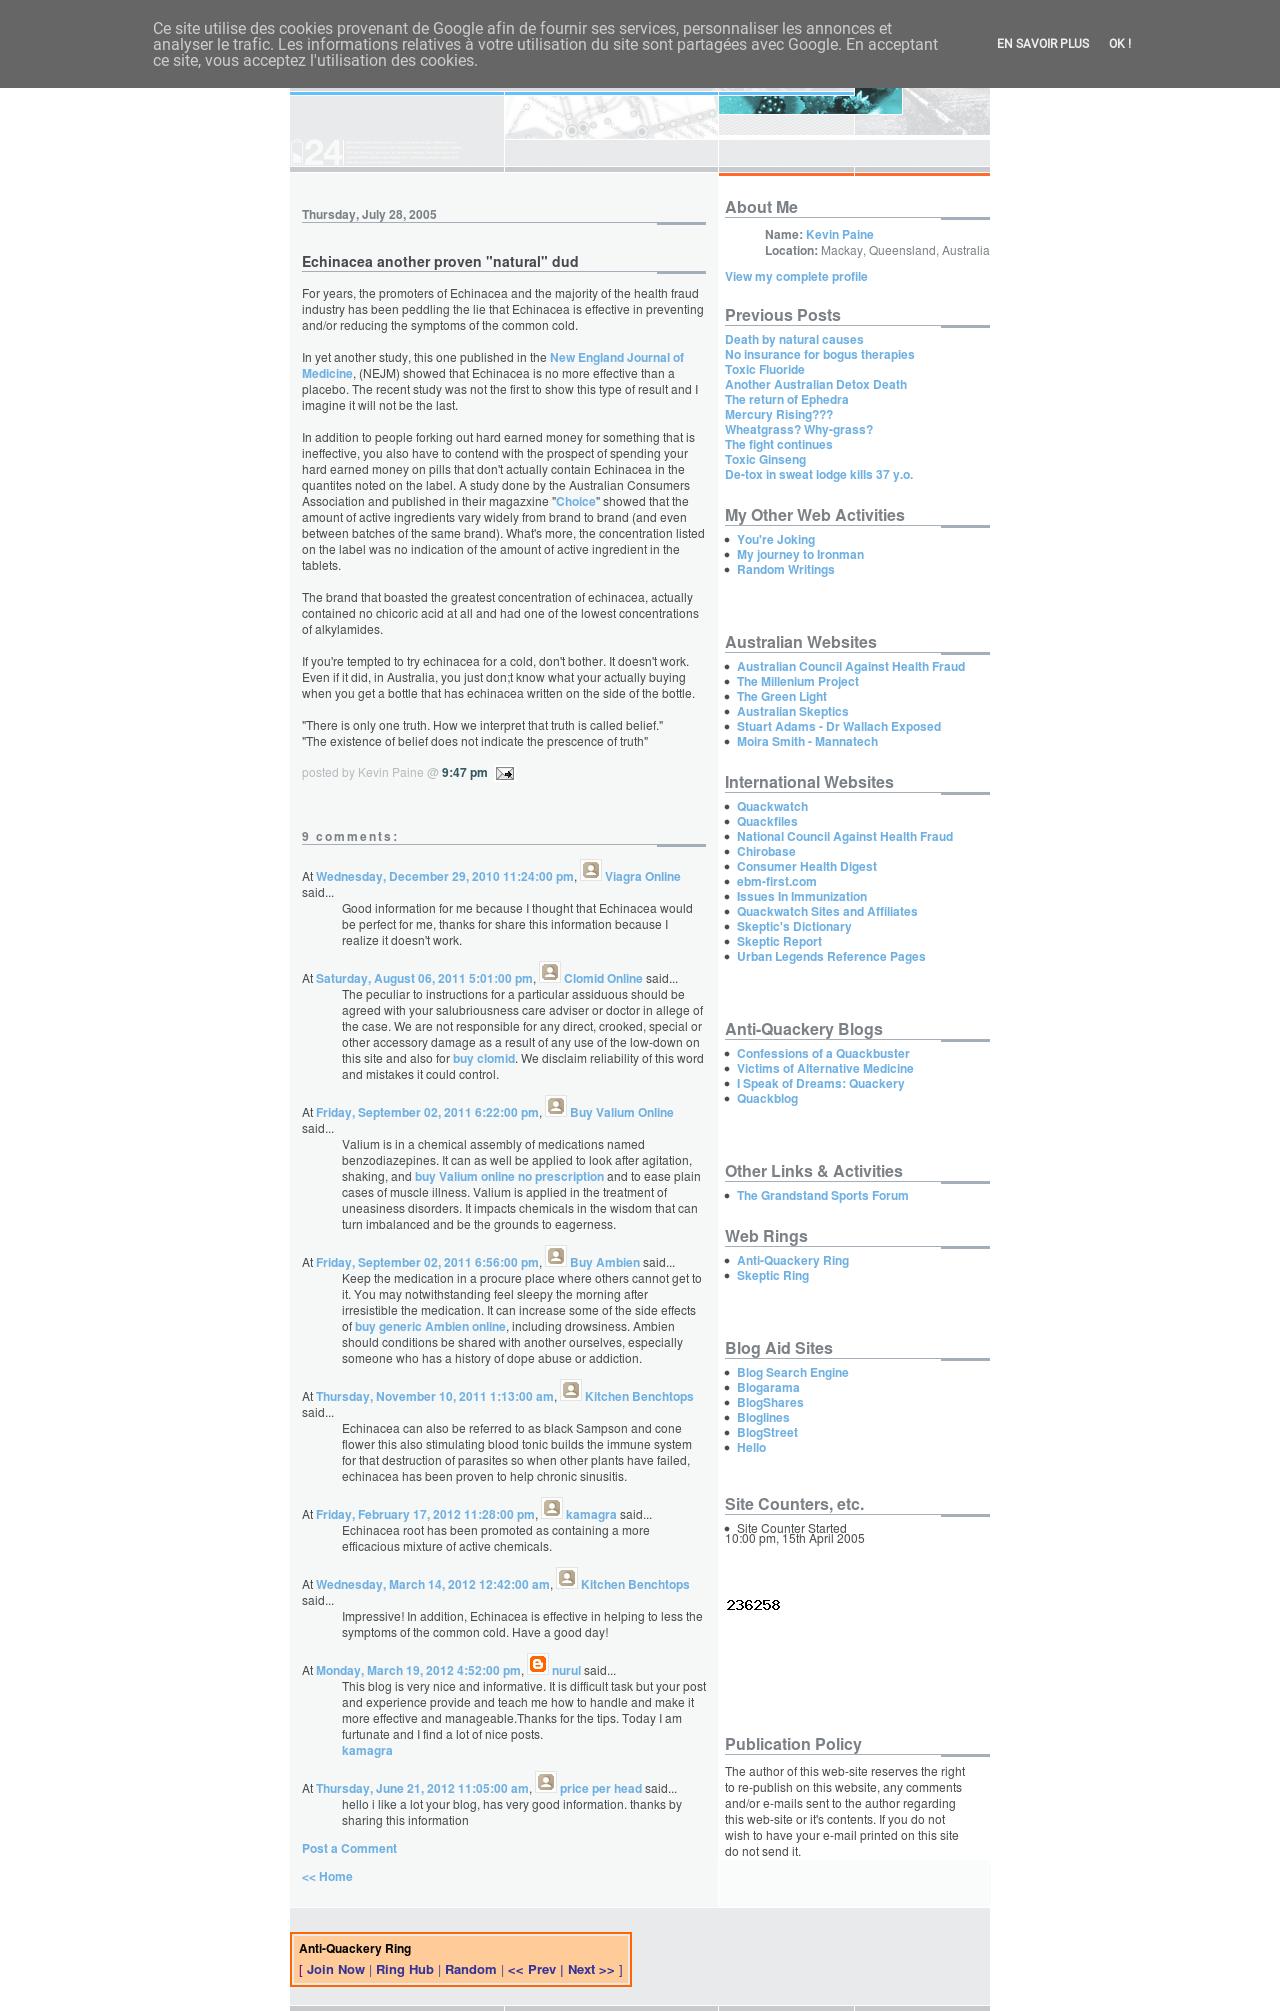 Ce site utilise des cookies provenant de Google afin de fournir ses services, personnaliser les annonces et
analyser le trafic. Les informations relatives à votre utilisation du site sont partagées avec Google. En acceptant
ce site, vous acceptez l'utilisation des cookies.
EN SAVOIR PLUS
OK !
24
Thursday, July 28, 2005
Echinacea another proven "natural" dud
For years, the promoters of Echinacea and the majority of the health fraud
industry has been peddling the lie that Echinacea is effective in preventing
and/or reducing the symptoms of the common cold.
In yet another study, this one published in the New England Journal of
Medicine, (NEJM) showed that Echinacea is no more effective than a
placebo. The recent study was not the first to show this type of result and I
imagine it will not be the last.
In addition to people forking out hard earned money for something that is
ineffective, you also have to contend with the prospect of spending your
hard earned money on pills that don't actually contain Echinacea in the
quantites noted on the label. A study done by the Australian Consumers
Association and published in their magazxine "Choice" showed that the
amount of active ingredients vary widely from brand to brand (and even
between batches of the same brand). What's more, the concentration listed
on the label was no indication of the amount of active ingredient in the
tablets.
The brand that boasted the greatest concentration of echinacea, actually
contained no chicoric acid at all and had one of the lowest concentrations
of alkylamides.
If you're tempted to try echinacea for a cold, don't bother. It doesn't work.
Even if it did, in Australia, you just don;t know what your actually buying
when you get a bottle that has echinacea written on the side of the bottle.
"There is only one truth. How we interpret that truth is called belief."
"The existence of belief does not indicate the prescence of truth"
posted by Kevin Paine @ 9:47 pm
9 comments:
At Wednesday, December 29, 2010 11:24:00 pm, Viagra Online
said...
Good information for me because I thought that Echinacea would
be perfect for me, thanks for share this information because I
realize it doesn't work.
At Saturday, August 06, 2011 5:01:00 pm, Clomid Online said...
The peculiar to instructions for a particular assiduous should be
agreed with your salubriousness care adviser or doctor in allege of
the case. We are not responsible for any direct, crooked, special or
other accessory damage as a result of any use of the low-down on
this site and also for buy clomid. We disclaim reliability of this word
and mistakes it could control.
At Friday, September 02, 2011 6:22:00 pm, Buy Valium Online
said...
Valium is in a chemical assembly of medications named
benzodiazepines. It can as well be applied to look after agitation,
shaking, and buy Valium online no prescription and to ease plain
cases of muscle illness. Valium is applied in the treatment of
uneasiness disorders. It impacts chemicals in the wisdom that can
turn imbalanced and be the grounds to eagerness.
At Friday, September 02, 2011 6:56:00 pm, Buy Ambien said...
Keep the medication in a procure place where others cannot get to
it. You may notwithstanding feel sleepy the morning after
irresistible the medication. It can increase some of the side effects
of buy generic Ambien online, including drowsiness. Ambien
should conditions be shared with another ourselves, especially
someone who has a history of dope abuse or addiction.
At Thursday, November 10, 2011 1:13:00 am, Kitchen Benchtops
said...
Echinacea can also be referred to as black Sampson and cone
flower this also stimulating blood tonic builds the immune system
for that destruction of parasites so when other plants have failed,
echinacea has been proven to help chronic sinusitis.
At Friday, February 17, 2012 11:28:00 pm, kamagra said...
Echinacea root has been promoted as containing a more
efficacious mixture of active chemicals.
At Wednesday, March 14, 2012 12:42:00 am, Kitchen Benchtops
said...
Impressive! In addition, Echinacea is effective in helping to less the
symptoms of the common cold. Have a good day!
At Monday, March 19, 2012 4:52:00 pm, nurul said...
This blog is very nice and informative. It is difficult task but your post
and experience provide and teach me how to handle and make it
more effective and manageable.Thanks for the tips. Today I am
furtunate and I find a lot of nice posts.
kamagra
At Thursday, June 21, 2012 11:05:00 am, price per head said...
hello i like a lot your blog, has very good information. thanks by
sharing this information
Post a Comment
<< Home
About Me
Name: Kevin Paine
Location: Mackay, Queensland, Australia
View my complete profile
Previous Posts
Death by natural causes
No insurance for bogus therapies
Toxic Fluoride
Another Australian Detox Death
The return of Ephedra
Mercury Rising???
Wheatgrass? Why-grass?
The fight continues
Toxic Ginseng
De-tox in sweat lodge kills 37 y.o.
My Other Web Activities
You're Joking
My journey to Ironman
Random Writings
Australian Websites
Australian Council Against Health Fraud
The Millenium Project
The Green Light
Australian Skeptics
Stuart Adams - Dr Wallach Exposed
Moira Smith - Mannatech
International Websites
Quackwatch
Quackfiles
National Council Against Health Fraud
Chirobase
Consumer Health Digest
ebm-first.com
Issues In Immunization
Quackwatch Sites and Affiliates
Skeptic's Dictionary
Skeptic Report
Urban Legends Reference Pages
Anti-Quackery Blogs
Confessions of a Quackbuster
Victims of Alternative Medicine
I Speak of Dreams: Quackery
Quackblog
Other Links & Activities
The Grandstand Sports Forum
Web Rings
Anti-Quackery Ring
Skeptic Ring
Blog Aid Sites
Blog Search Engine
Blogarama
BlogShares
Bloglines
BlogStreet
Hello
Site Counters, etc.
Site Counter Started
10:00 pm, 15th April 2005
236258
Publication Policy
The author of this web-site reserves the right
to re-publish on this website, any comments
and/or e-mails sent to the author regarding
this web-site or it's contents. If you do not
wish to have your e-mail printed on this site
do not send it.
Anti-Quackery Ring
[ Join Now | Ring Hub | Random | << Prev | Next >> ]